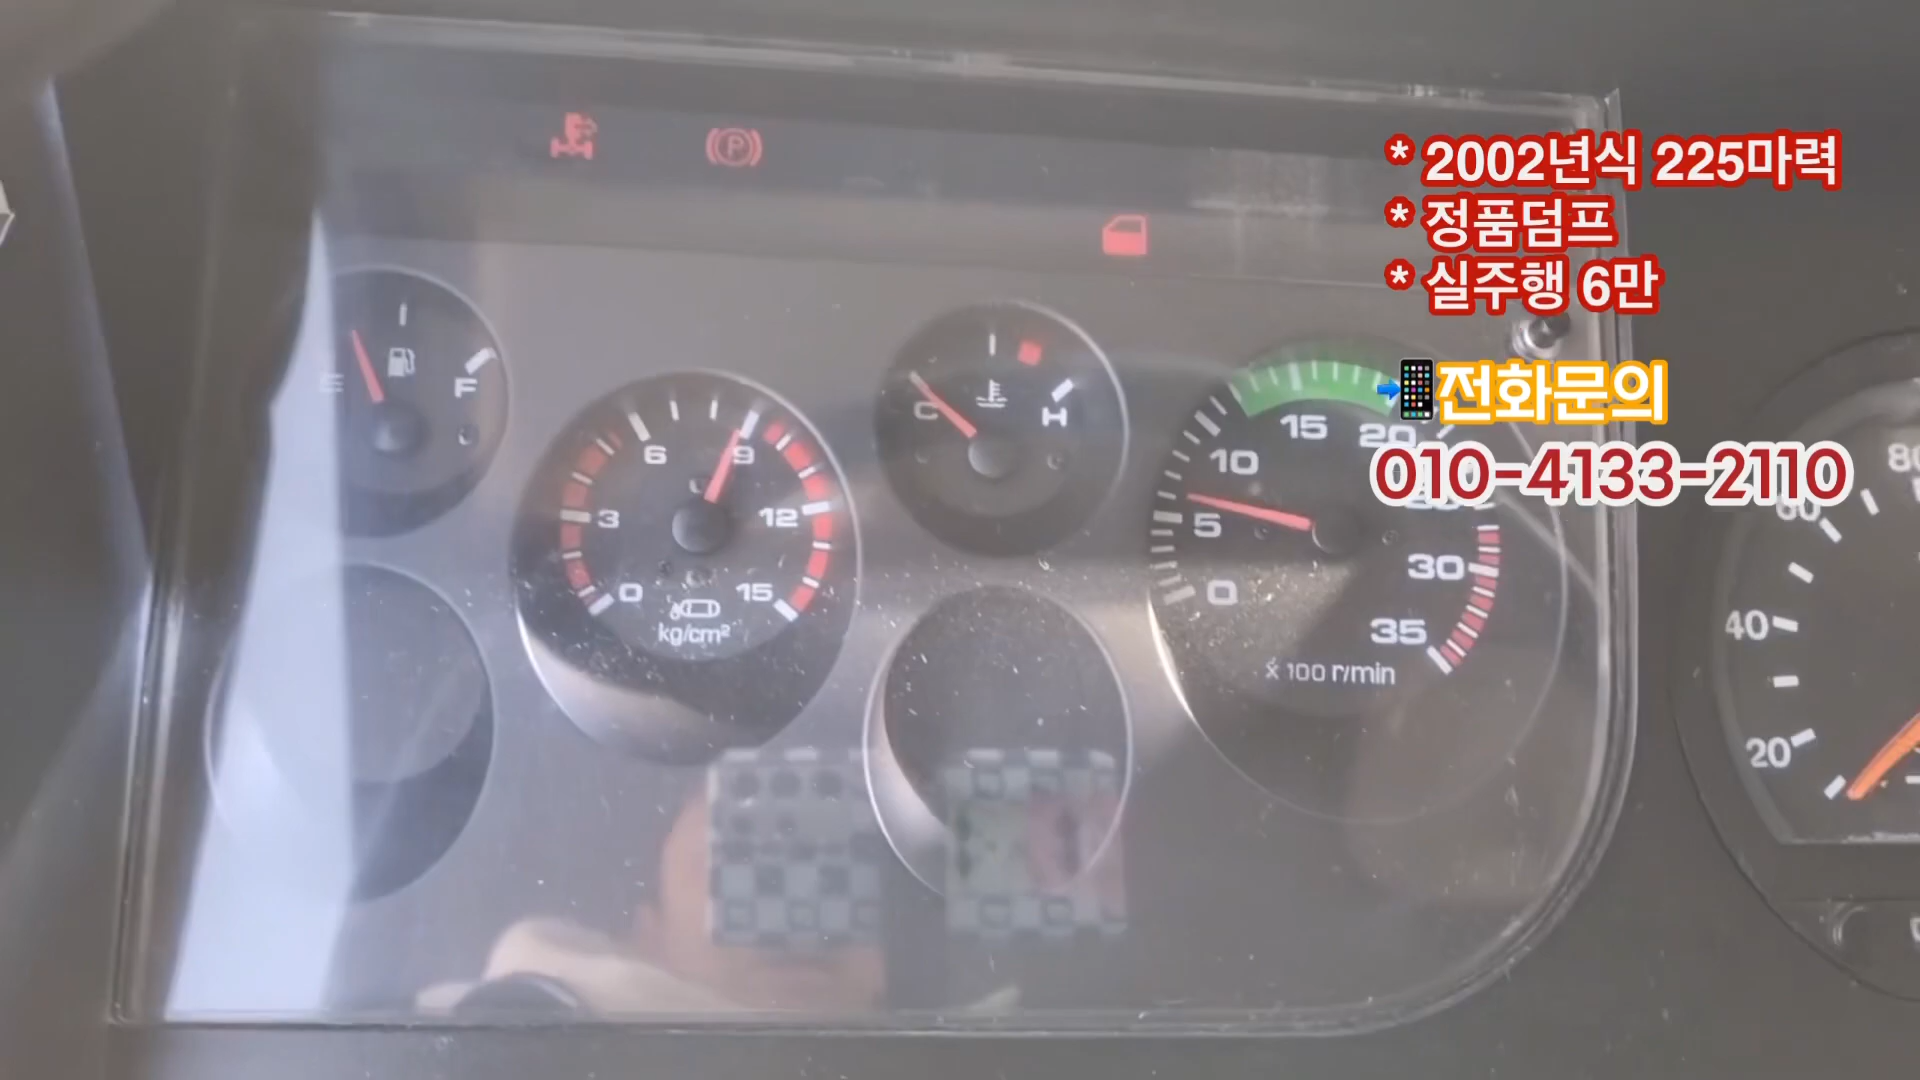 * 2002년식 225마력
* 정품덤프
* 실주행 6만
전화문의
010-4133-2110
P
E F
C H
0 3 6 9 12 15
kg/cm²
0 5 10 15 20 30 35
x 100 r/min
20 40 60 80